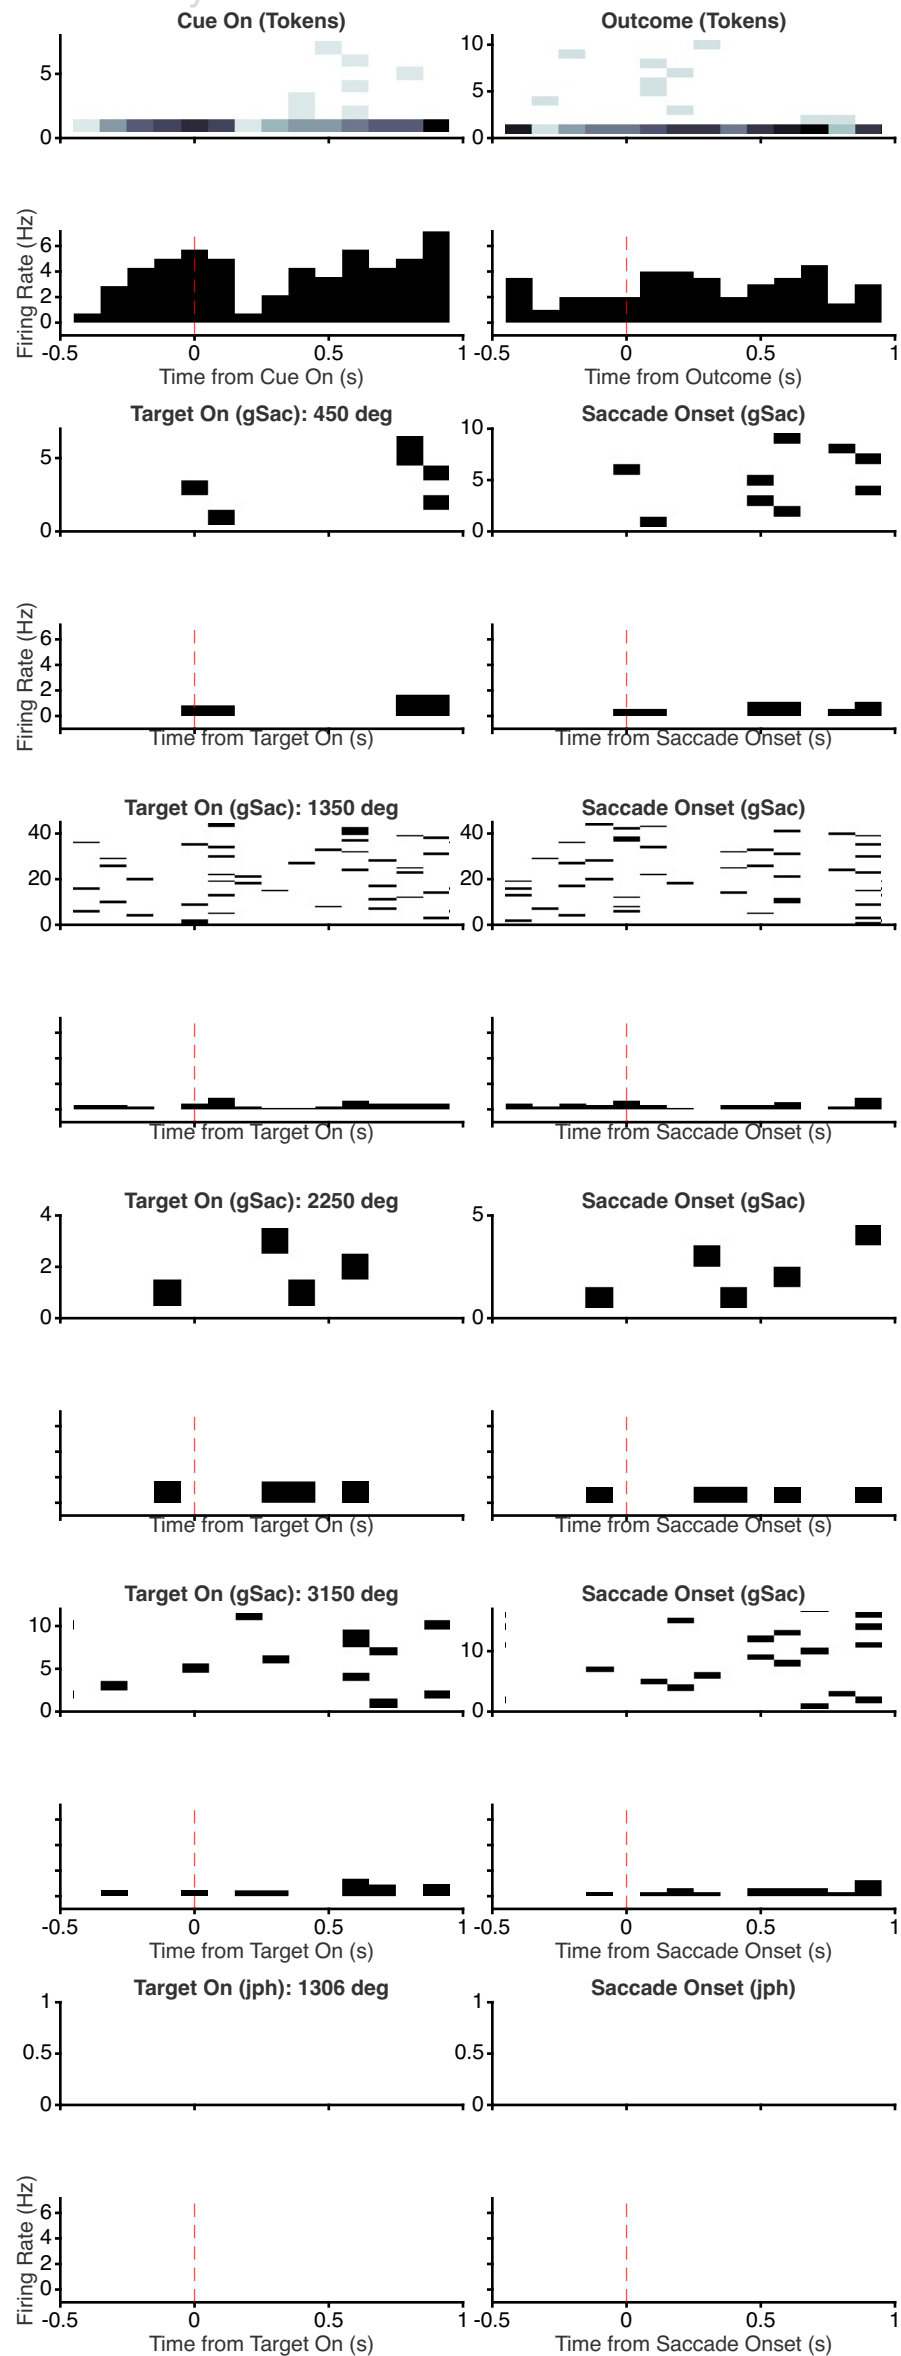 Cue On (Tokens) Outcome (Tokens)
5 10
0 5
0
Firing Rate (Hz)
6
4
2
0
-0.5 0 0.5 1 -0.5 0 0.5 1
Time from Cue On (s) Time from Outcome (s)
Target On (gSac): 450 deg Saccade Onset (gSac)
5 10
0 5
0
Firing Rate (Hz)
6
4
2
0
Time from Target On (s) Time from Saccade Onset (s)
Target On (gSac): 1350 deg Saccade Onset (gSac)
40 40
20 20
0 0
Time from Target On (s) Time from Saccade Onset (s)
Target On (gSac): 2250 deg Saccade Onset (gSac)
4 5
2
0 0
Time from Target On (s) Time from Saccade Onset (s)
Target On (gSac): 3150 deg Saccade Onset (gSac)
10
5 10
0 0
-0.5 0 0.5 1 -0.5 0 0.5 1
Time from Target On (s) Time from Saccade Onset (s)
Target On (jph): 1306 deg Saccade Onset (jph)
1 1
0.5 0.5
0 0
Firing Rate (Hz)
6
4
2
0
-0.5 0 0.5 1 -0.5 0 0.5 1
Time from Target On (s) Time from Saccade Onset (s)